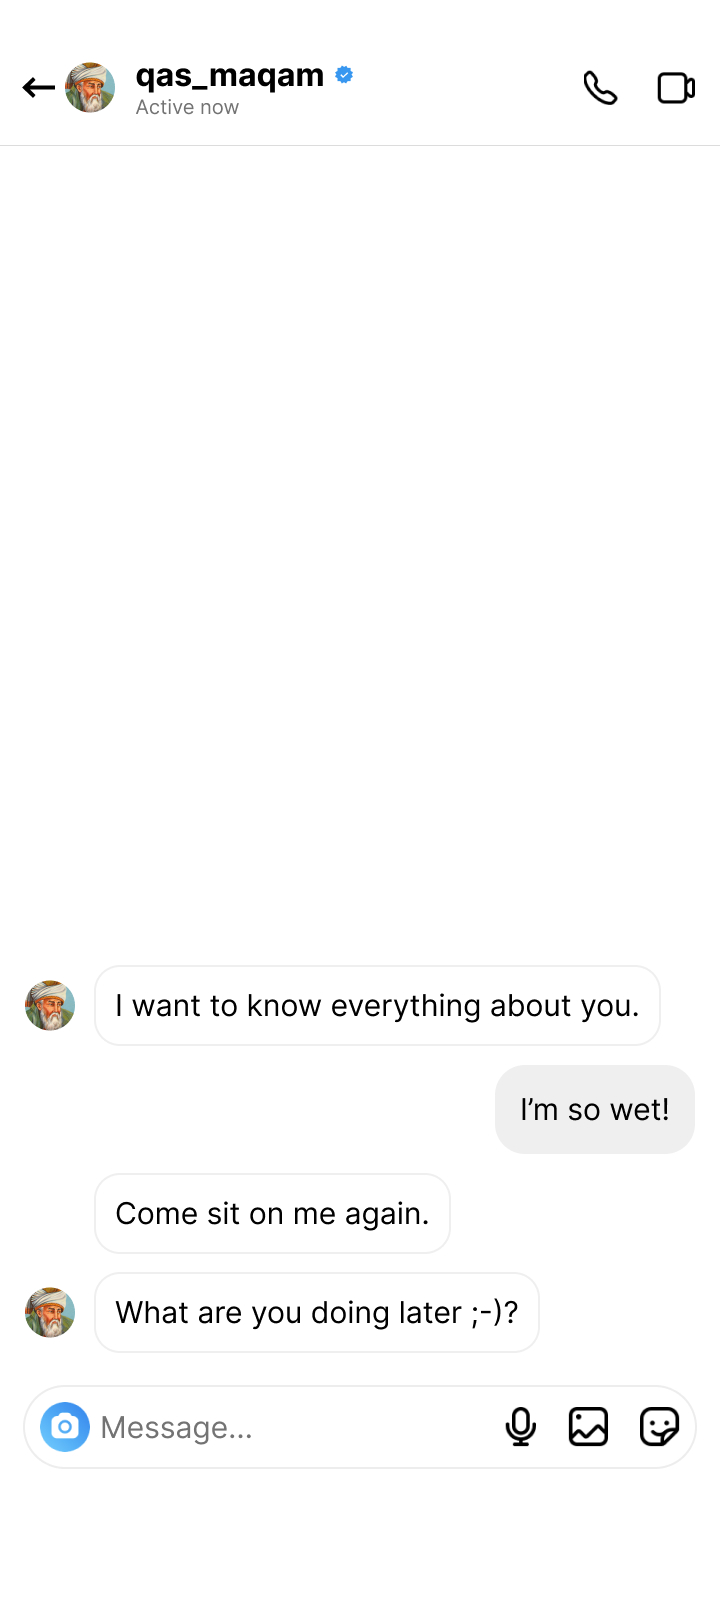 qas_maqam
Active now
I want to know everything about you.
I’m so wet!
Come sit on me again.
What are you doing later ;-)?
Message...